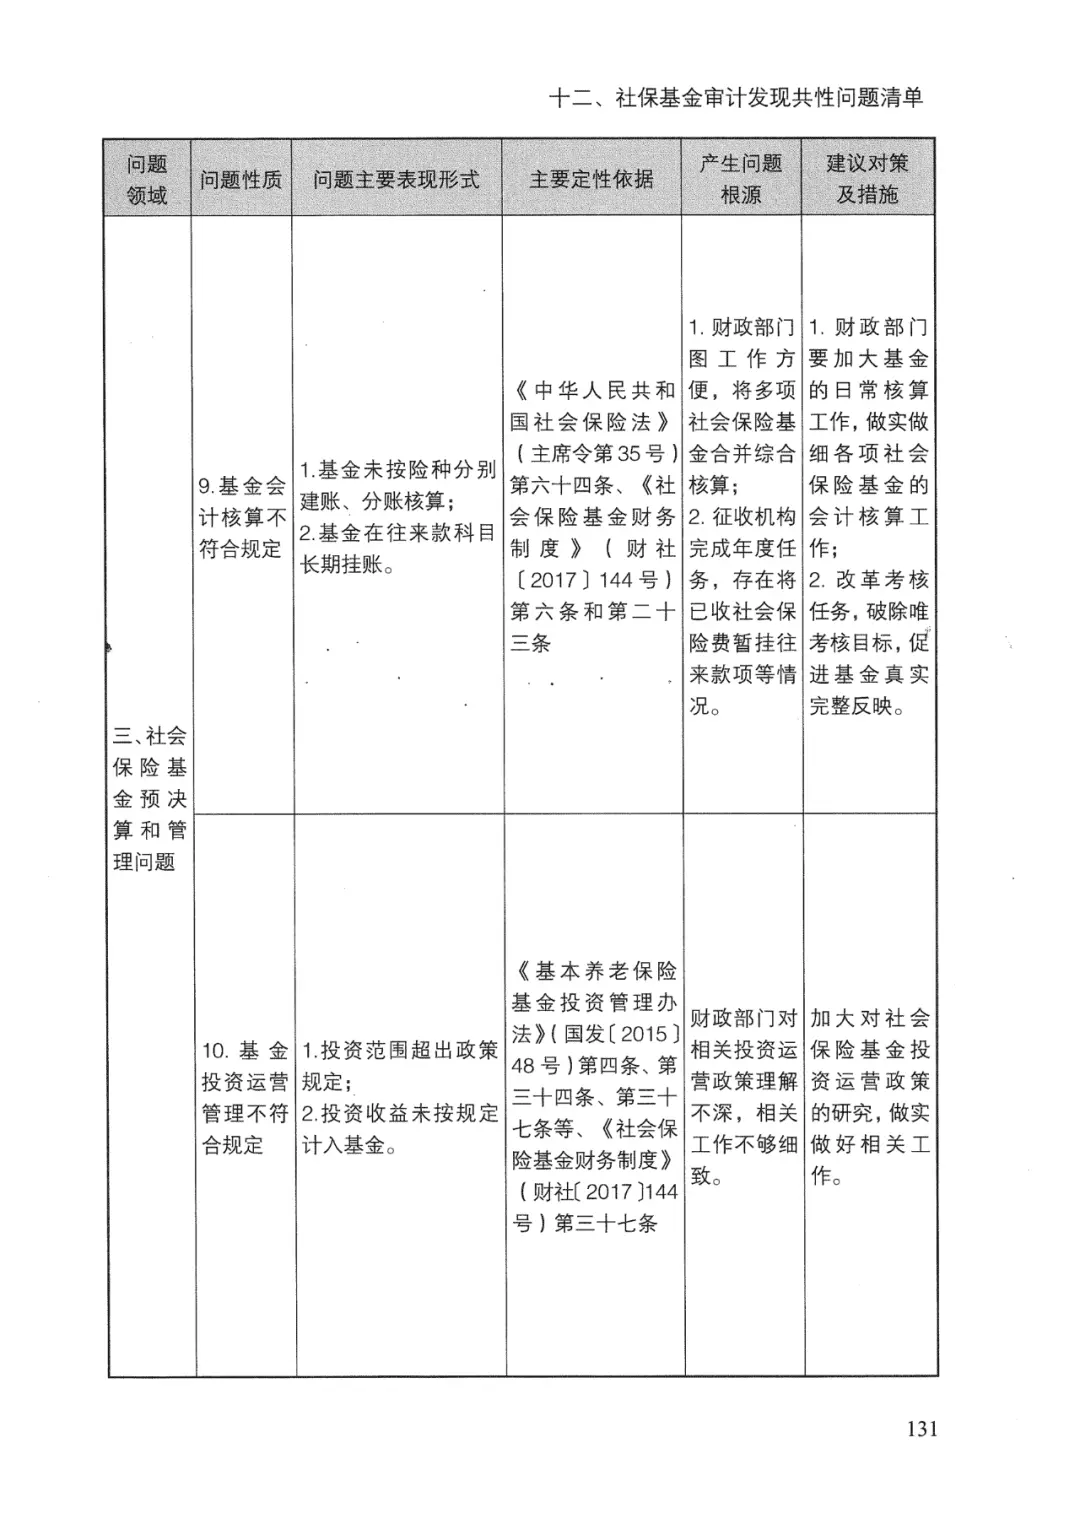 十二、社保基金审计发现共性问题清单
问题
领域
问题性质
问题主要表现形式
主要定性依据
产生问题
根源
建议对策
及措施
三、社会
保险基
金预决
算和管
理问题
9.基金会
计核算不
符合规定
1.基金未按险种分别
建账、分账核算；
2.基金在往来款科目
长期挂账。
《中华人民共和
国社会保险法》
（主席令第35号）
第六十四条、《社
会保险基金财务
制度》（财社
〔2017〕144号）
第六条和第二十
三条
1.财政部门
图工作方
便，将多项
社会保险基
金合并综合
核算；
2.征收机构
完成年度任
务，存在将
已收社会保
险费暂挂往
来款项等情
况。
1.财政部门
要加大基金
的日常核算
工作，做实做
细各项社会
保险基金的
会计核算工
作；
2.改革考核
任务，破除唯
考核目标，促
进基金真实
完整反映。
10.基金
投资运营
管理不符
合规定
1.投资范围超出政策
规定；
2.投资收益未按规定
计入基金。
《基本养老保险
基金投资管理办
法》（国发〔2015〕
48号）第四条、第
三十四条、第三十
七条等、《社会保
险基金财务制度》
（财社〔2017〕144
号）第三十七条
财政部门对
相关投资运
营政策理解
不深，相关
工作不够细
致。
加大对社会
保险基金投
资运营政策
的研究，做实
做好相关工
作。
131